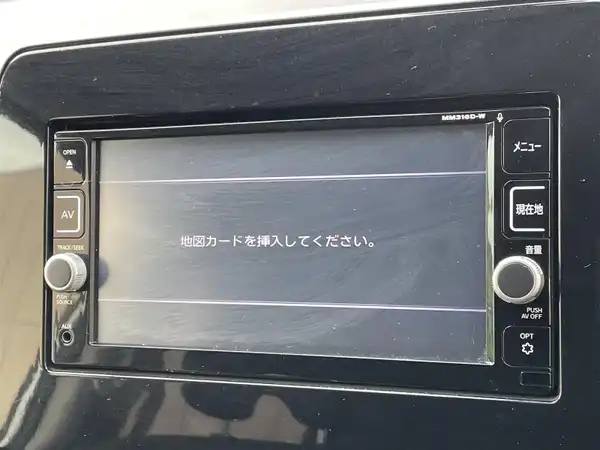 MM316D-W
OPEN
メニュー
AV
現在地
地図カードを挿入してください。
TRACK/SEEK
音量
PUSH
SOURCE
PUSH
AV OFF
AUX
OPT